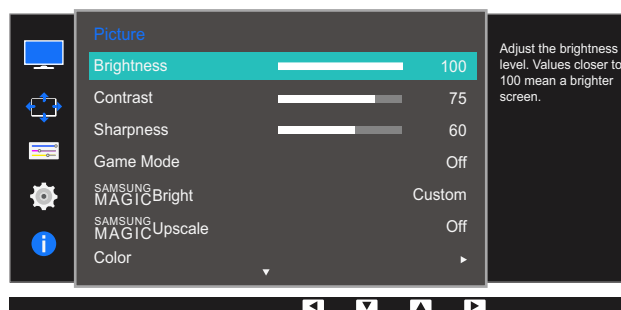 Picture
Brightness 100
Contrast 75
Sharpness 60
Game Mode Off
SAMSUNG
MAGICBright Custom
SAMSUNG
MAGICUpscale Off
Color
Adjust the brightness
level. Values closer to
100 mean a brighter
screen.